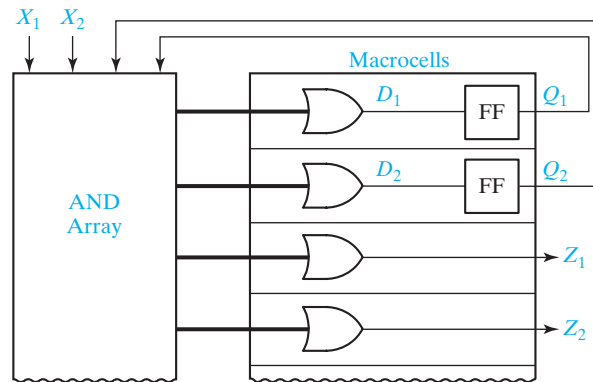 X₁ X₂
Macrocells
D₁ FF Q₁
D₂ FF Q₂
AND
Array
Z₁
Z₂